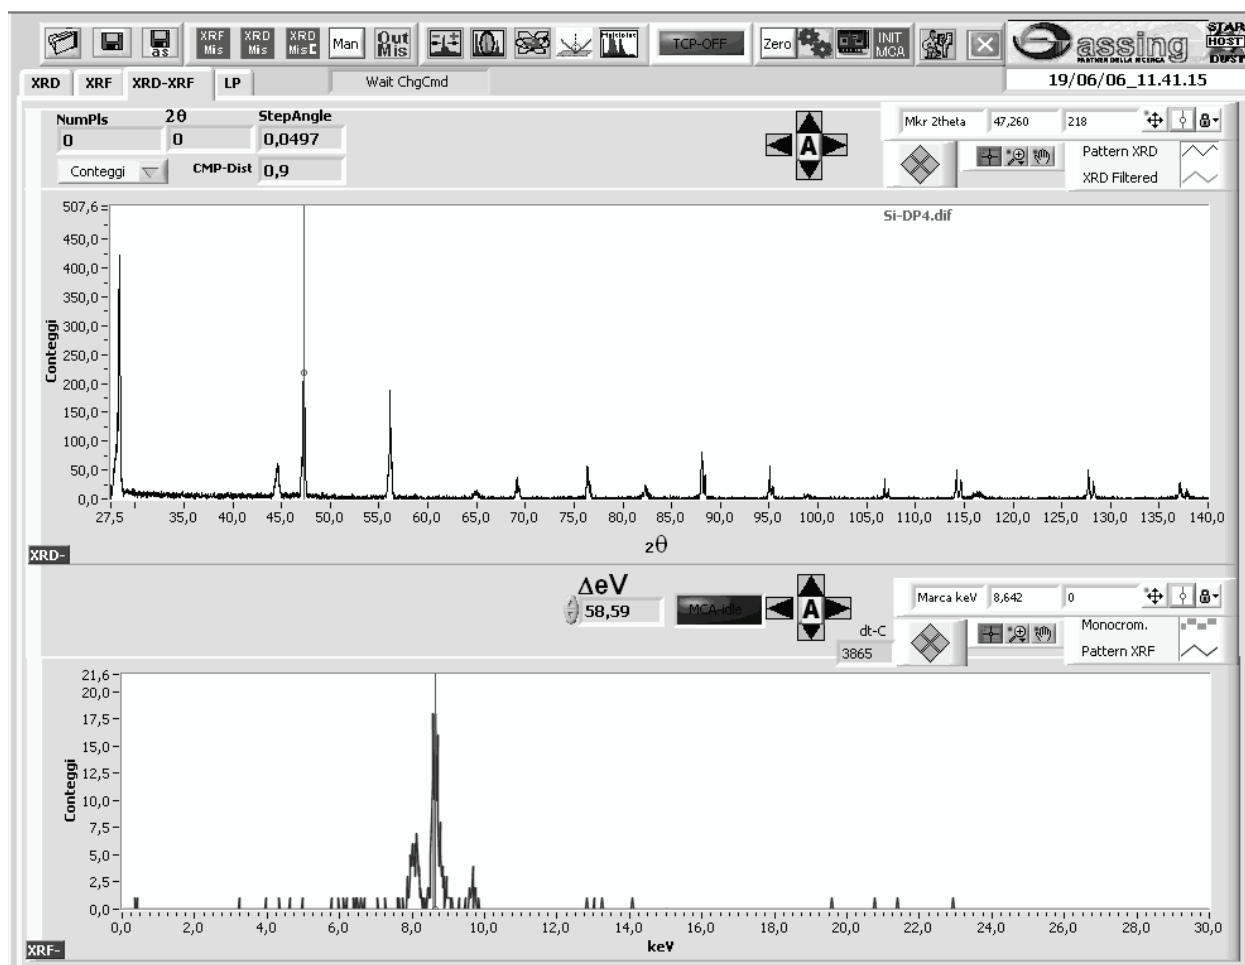 XRF XRD XRD Out Multiplot INIT START
as Mis Mis MisC Man Mis TCP-OFF Zero MCA assing HOST
PARTNER DELLA RICERCA DUST
XRD XRF XRD-XRF LP Wait ChgCmd 19/06/06_11.41.15
NumPls 2θ StepAngle
0 0 0,0497 A Mkr 2theta 47,260 218
Conteggi CMP-Dist 0,9 Pattern XRD
XRD Filtered
507,6 Si-DP4.dif
450,0
400,0
350,0
300,0
250,0
200,0
150,0
100,0
50,0
0,0
Conteggi
27,5 35,0 40,0 45,0 50,0 55,0 60,0 65,0 70,0 75,0 80,0 85,0 90,0 95,0 100,0 105,0 110,0 115,0 120,0 125,0 130,0 135,0 140,0
2θ
XRD-
ΔeV
58,59 MCA-idle A Marca keV 8,642 0
dt-C Monocrom.
3865 Pattern XRF
21,6
20,0
17,5
15,0
12,5
10,0
7,5
5,0
2,5
0,0
Conteggi
0,0 2,0 4,0 6,0 8,0 10,0 12,0 14,0 16,0 18,0 20,0 22,0 24,0 26,0 28,0 30,0
keV
XRF-